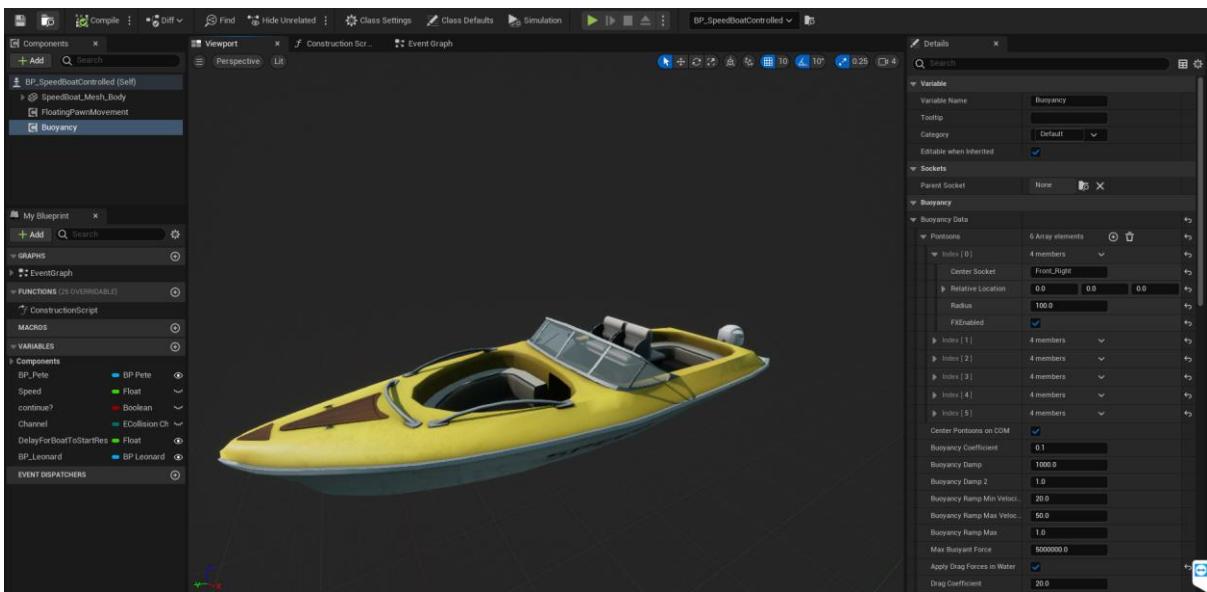 Compile
Diff
Find
Hide Unrelated
Class Settings
Class Defaults
Simulation
BP_SpeedBoatControlled
Components
+ Add
Search
BP_SpeedBoatControlled (Self)
SpeedBoat_Mesh_Body
FloatingPawnMovement
Buoyancy
My Blueprint
+ Add
Search
GRAPHS
EventGraph
FUNCTIONS (25 OVERRIDABLE)
ConstructionScript
MACROS
VARIABLES
Components
BP_Pete BP Pete
Speed Float
continue? Boolean
Channel ECollision Ch
DelayForBoatToStartRes Float
BP_Leonard BP Leonard
EVENT DISPATCHERS
Viewport
Construction Scr...
Event Graph
Perspective
Lit
10
10°
0.25
4
Details
Search
Variable
Variable Name Buoyancy
Tooltip
Category Default
Editable when Inherited
Sockets
Parent Socket None
Buoyancy
Buoyancy Data
Pontoons 6 Array elements
Index [ 0 ] 4 members
Center Socket Front_Right
Relative Location 0.0 0.0 0.0
Radius 100.0
FXEnabled
Index [ 1 ] 4 members
Index [ 2 ] 4 members
Index [ 3 ] 4 members
Index [ 4 ] 4 members
Index [ 5 ] 4 members
Center Pontoons on COM
Buoyancy Coefficient 0.1
Buoyancy Damp 1000.0
Buoyancy Damp 2 1.0
Buoyancy Ramp Min Veloci... 20.0
Buoyancy Ramp Max Veloc... 50.0
Buoyancy Ramp Max 1.0
Max Buoyant Force 5000000.0
Apply Drag Forces in Water
Drag Coefficient 20.0